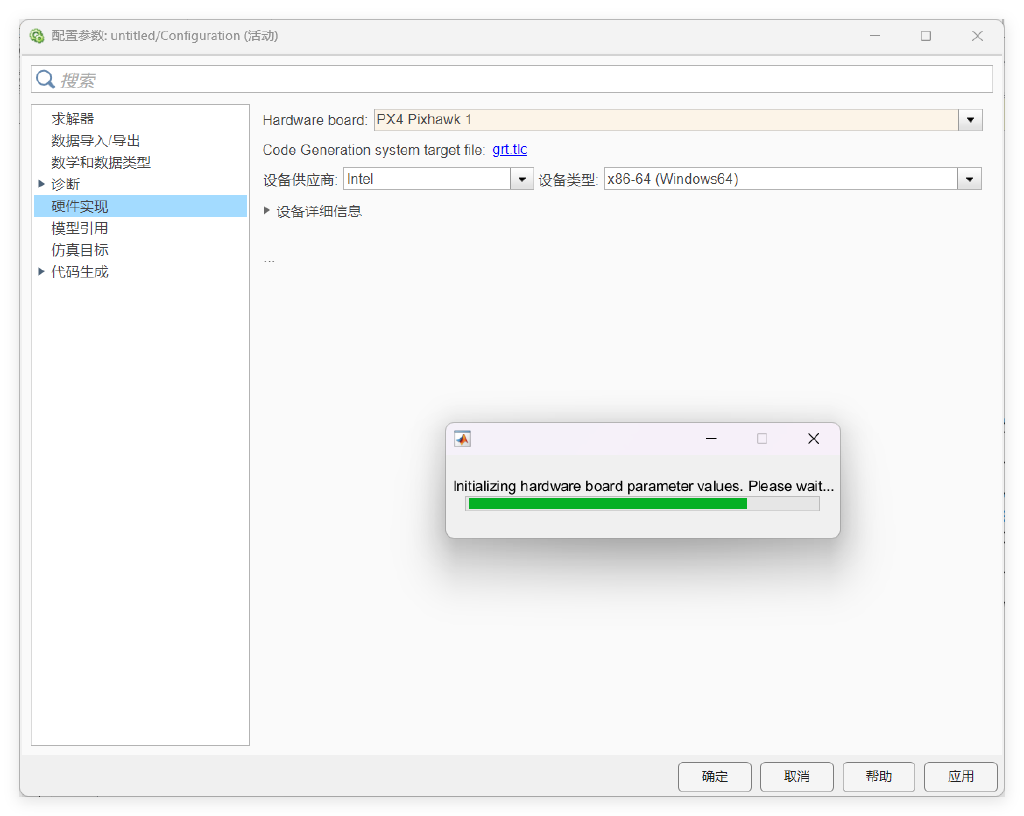 配置参数: untitled/Configuration (活动)
搜索
求解器
数据导入/导出
数学和数据类型
诊断
硬件实现
模型引用
仿真目标
代码生成
Hardware board: PX4 Pixhawk 1
Code Generation system target file: grt.tlc
设备供应商: Intel 设备类型: x86-64 (Windows64)
设备详细信息
...
Initializing hardware board parameter values. Please wait...
确定 取消 帮助 应用